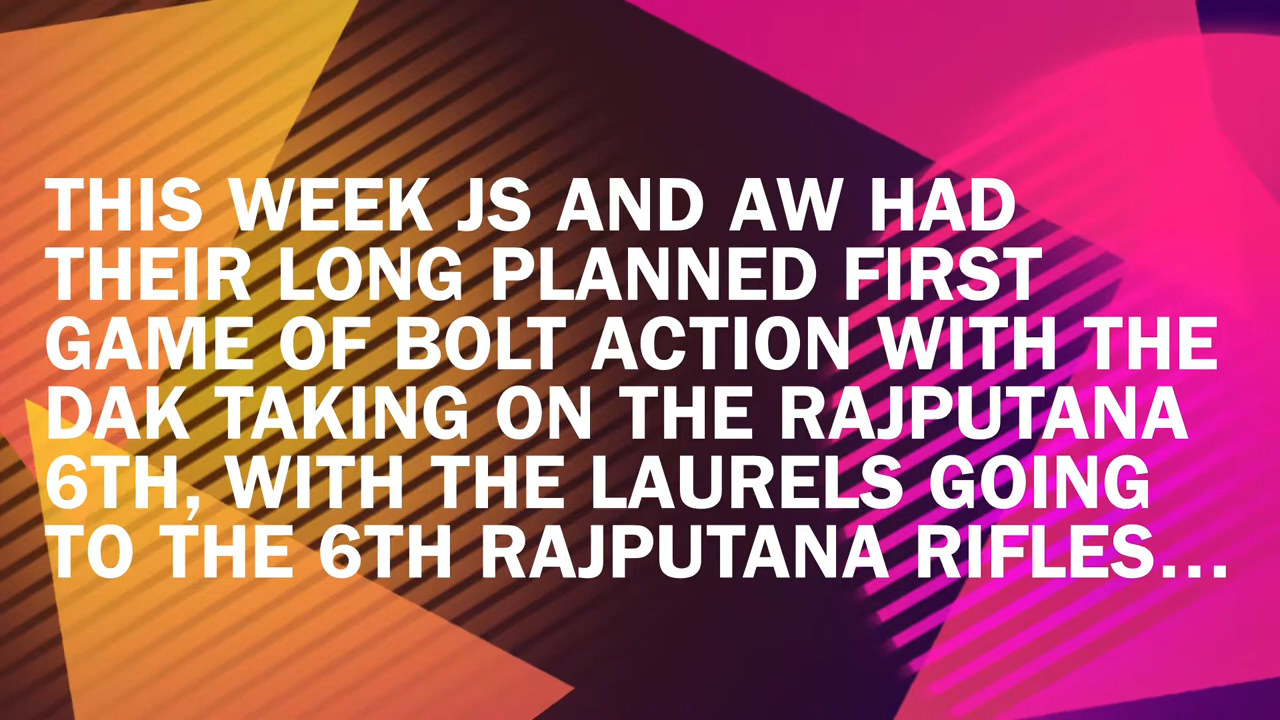 THIS WEEK JS AND AW HAD
THEIR LONG PLANNED FIRST
GAME OF BOLT ACTION WITH THE
DAK TAKING ON THE RAJPUTANA
6TH, WITH THE LAURELS GOING
TO THE 6TH RAJPUTANA RIFLES...